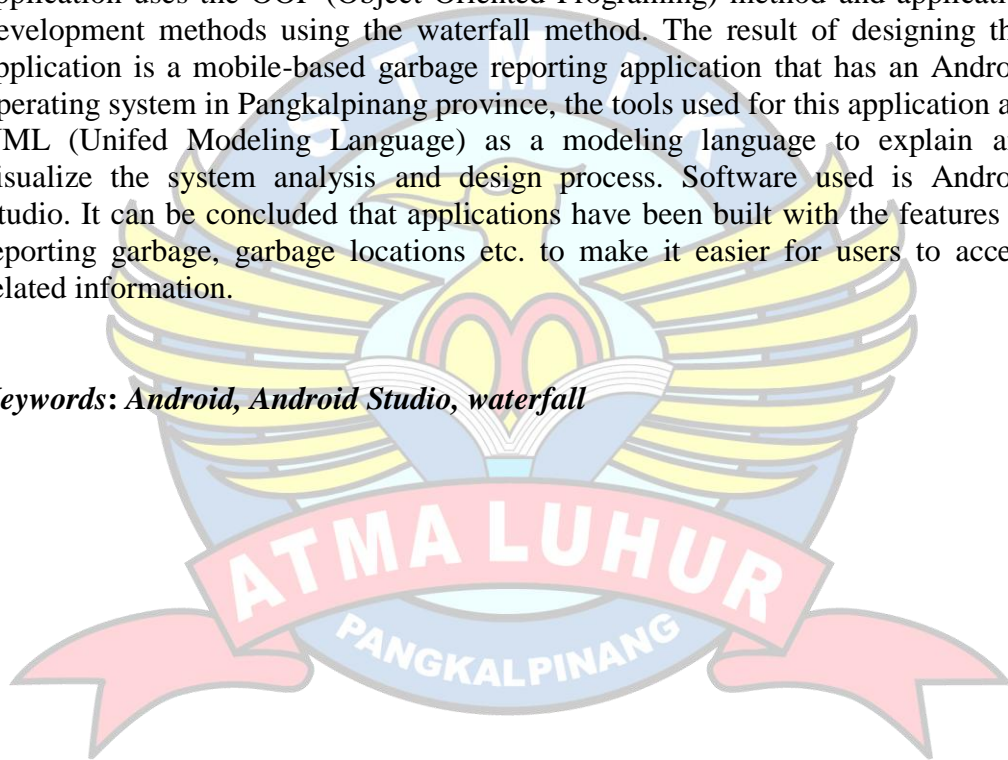 pplication uses the OOP (Object Oriented Programing) method and applicatio
evelopment methods using the waterfall method. The result of designing th
pplication is a mobile-based garbage reporting application that has an Andro
perating system in Pangkalpinang province, the tools used for this application a
ML (Unifed Modeling Language) as a modeling language to explain a
isualize the system analysis and design process. Software used is Andro
tudio. It can be concluded that applications have been built with the features
eporting garbage, garbage locations etc. to make it easier for users to acce
elated information.
eywords: Android, Android Studio, waterfall
STMIK
ATMA LUHUR
PANGKALPINANG